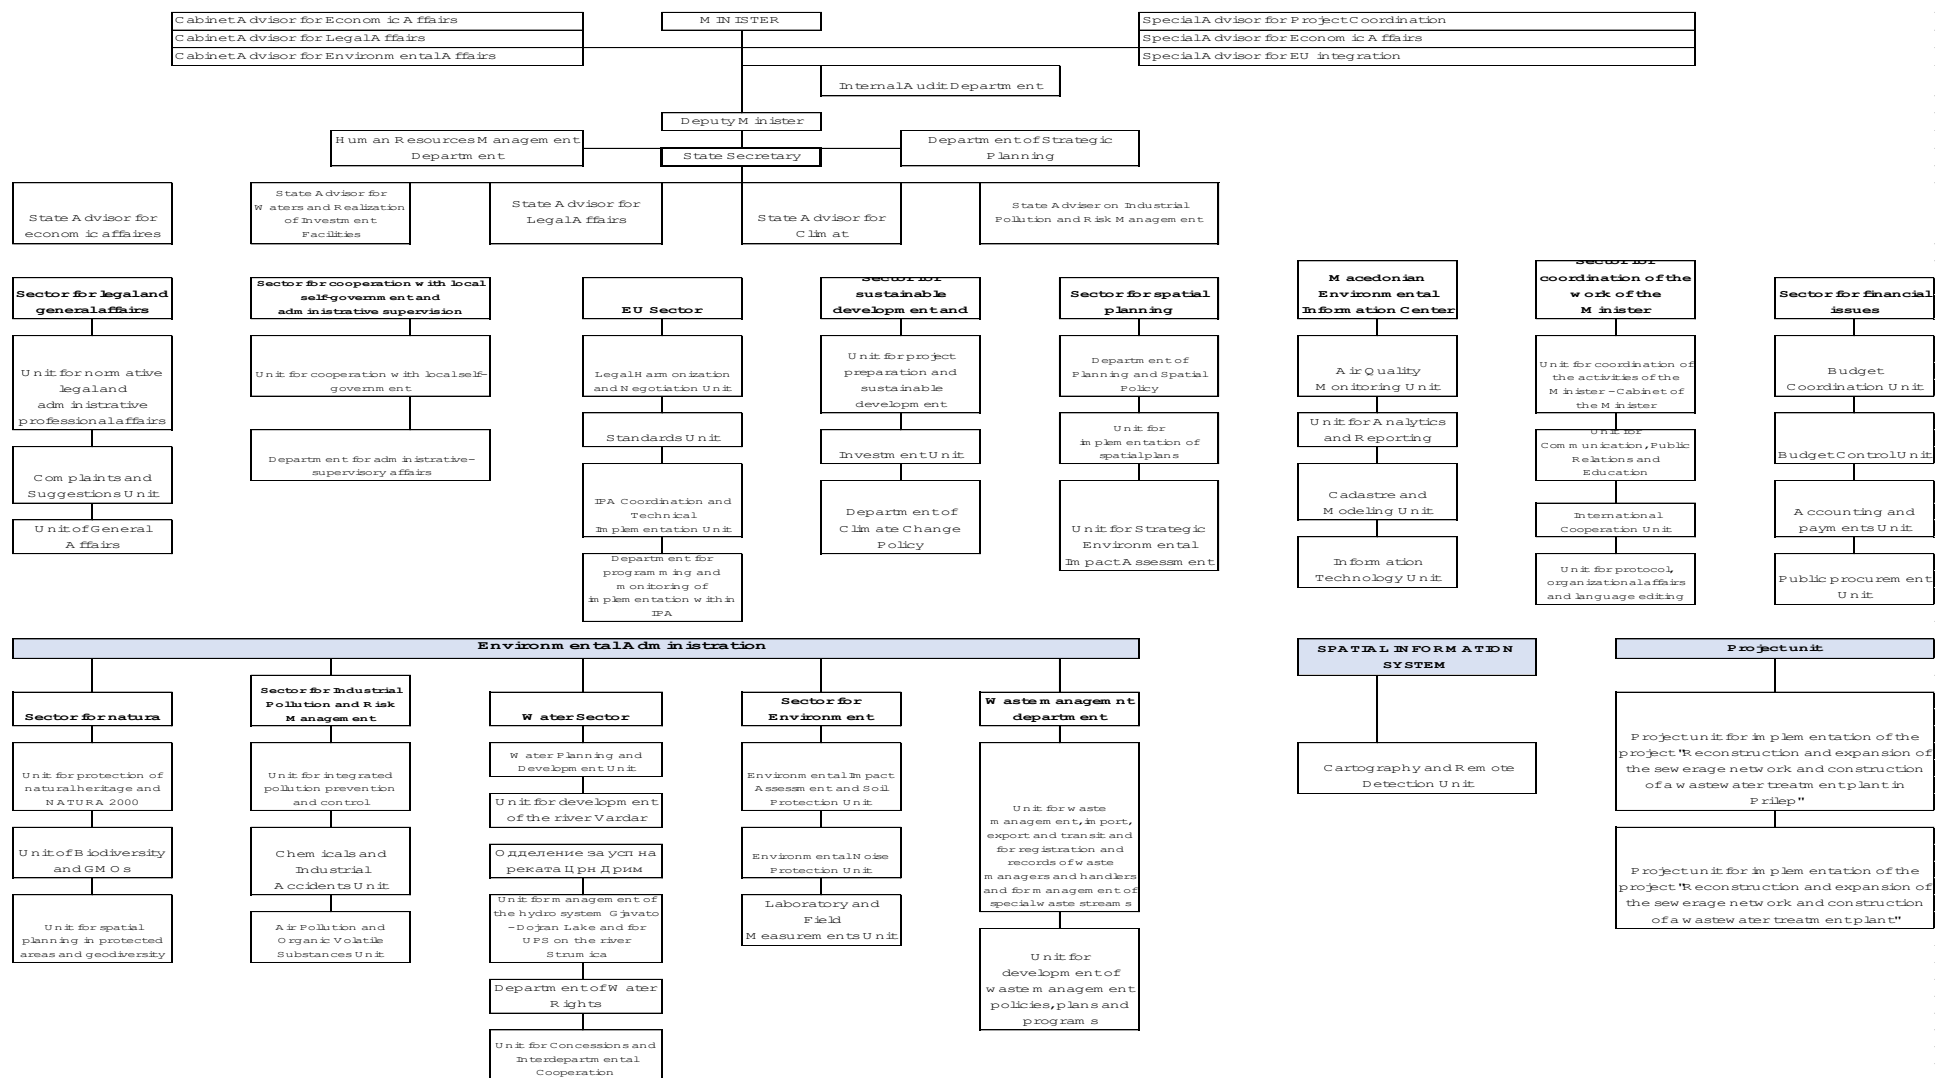 Cabinet Advisor for Economic Affairs
Cabinet Advisor for Legal Affairs
Cabinet Advisor for Environmental Affairs
MINISTER
Special Advisor for Project Coordination
Special Advisor for Economic Affairs
Special Advisor for EU integration
Internal Audit Department
Deputy Minister
Human Resources Management
Department
State Secretary
Department of Strategic
Planning
State Advisor for
economic affaires
State Advisor for
Waters and Realization
of Investment
Facilities
State Advisor for
Legal Affairs
State Advisor for
Climat
State Adviser on Industrial
Pollution and Risk Management
Sector for legal and
general affairs
Unit for normative
legal and
administrative
professional affairs
Complaints and
Suggestions Unit
Unit of General
Affairs
Sector for cooperation with local
self-government and
administrative supervision
Unit for cooperation with local self-
government
Department for administrative-
supervisory affairs
EU Sector
Legal Harmonization
and Negotiation Unit
Standards Unit
IPA Coordination and
Technical
Implementation Unit
Department for
programming and
monitoring of
implementation within
IPA
Sector for
sustainable
development and
Unit for project
preparation and
sustainable
development
Investment Unit
Department of
Climate Change
Policy
Sector for spatial
planning
Department of
Planning and Spatial
Policy
Unit for
implementation of
spatial plans
Unit for Strategic
Environmental
Impact Assessment
Macedonian
Environmental
Information Center
Air Quality
Monitoring Unit
Unit for Analytics
and Reporting
Cadastre and
Modeling Unit
Information
Technology Unit
Sector for
coordination of the
work of the
Minister
Unit for coordination of
the activities of the
Minister - Cabinet of
the Minister
Unit for
Communication, Public
Relations and
Education
International
Cooperation Unit
Unit for protocol,
organizational affairs
and language editing
Sector for financial
issues
Budget
Coordination Unit
Budget Control Unit
Accounting and
payments Unit
Public procurement
Unit
Environmental Administration
Sector for natura
Unit for protection of
natural heritage and
NATURA 2000
Unit of Biodiversity
and GMOs
Unit for spatial
planning in protected
areas and geodiversity
Sector for Industrial
Pollution and Risk
Management
Unit for integrated
pollution prevention
and control
Chemicals and
Industrial
Accidents Unit
Air Pollution and
Organic Volatile
Substances Unit
Water Sector
Water Planning and
Development Unit
Unit for development
of the river Vardar
Одделение за усп на
реката Црн Дрим
Unit for management of
the hydro system Gjavato
- Dojran Lake and for
UPS on the river
Strumica
Department of Water
Rights
Unit for Concessions and
Interdepartmental
Cooperation
Sector for
Environment
Environmental Impact
Assessment and Soil
Protection Unit
Environmental Noise
Protection Unit
Laboratory and
Field
Measurements Unit
Waste management
department
Unit for waste
management, import,
export and transit and
for registration and
records of waste
managers and handlers
and for management of
special waste streams
Unit for
development of
waste management
policies, plans and
programs
SPATIAL INFORMATION
SYSTEM
Cartography and Remote
Detection Unit
Project unit
Project unit for implementation of the
project "Reconstruction and expansion of
the sewerage network and construction
of a wastewater treatment plant in
Prilep"
Project unit for implementation of the
project "Reconstruction and expansion of
the sewerage network and construction
of a wastewater treatment plant"